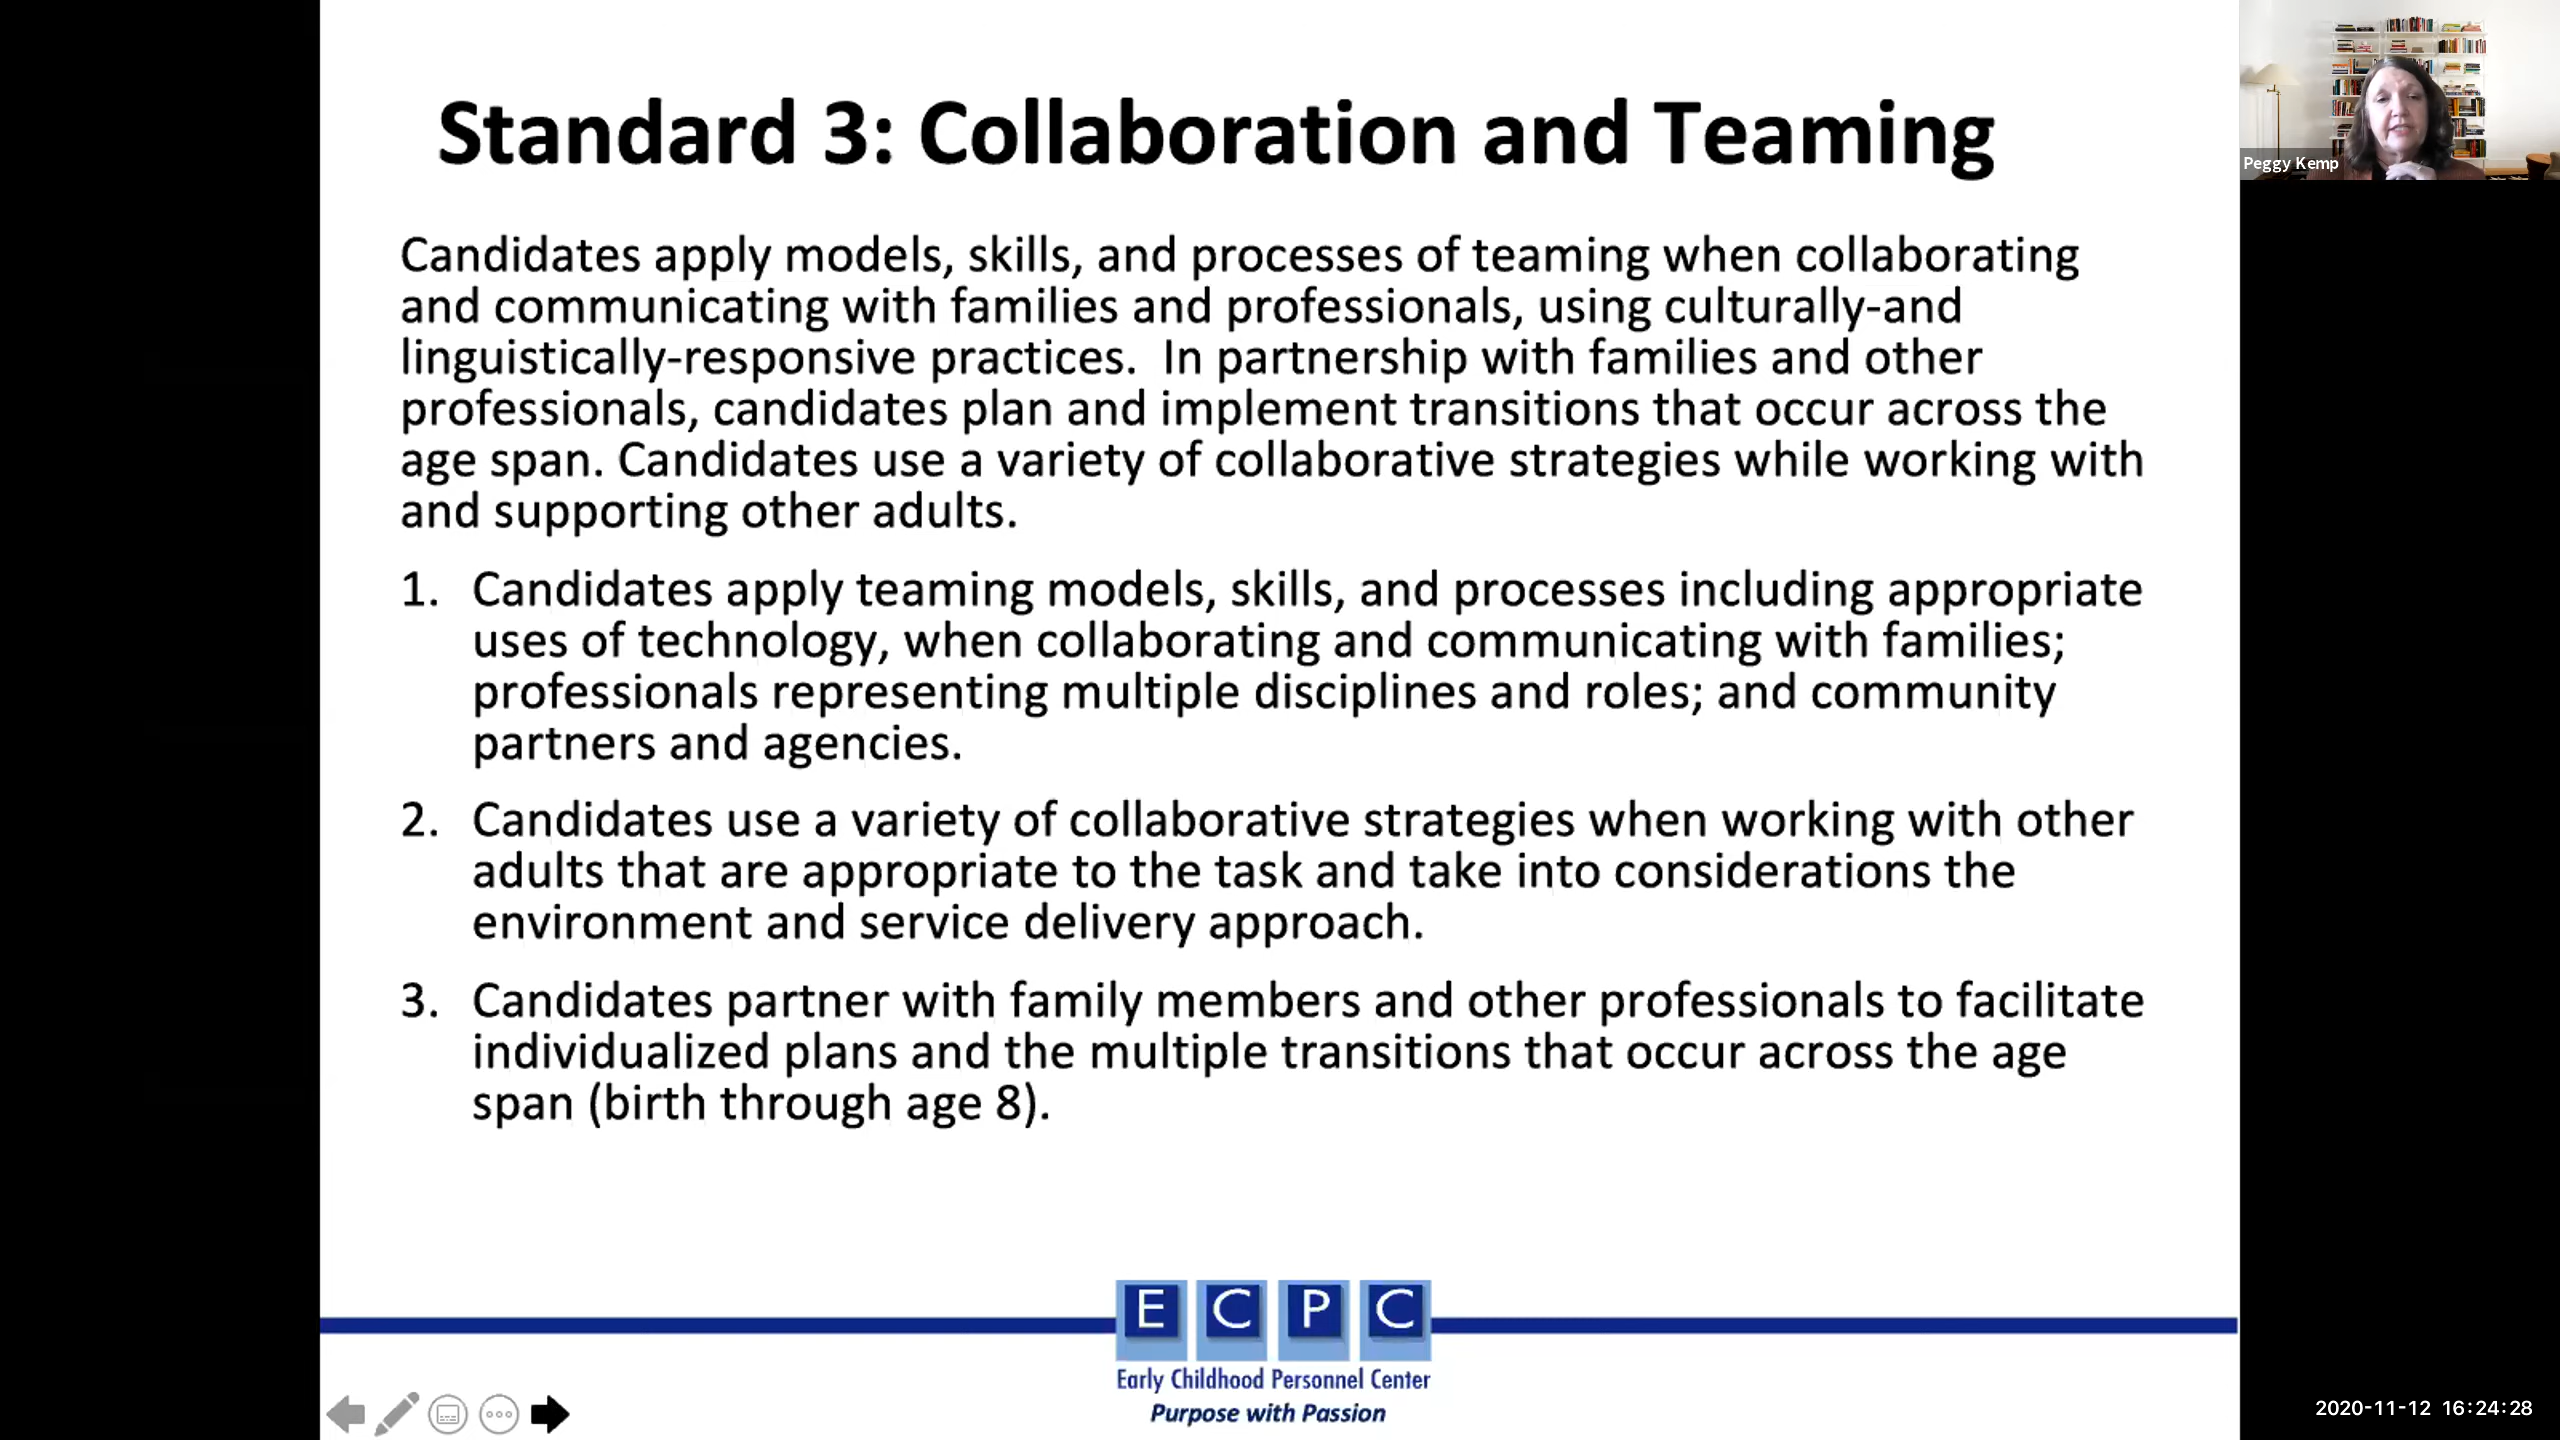 Standard 3: Collaboration and Teaming
Peggy Kemp
Candidates apply models, skills, and processes of teaming when collaborating
and communicating with families and professionals, using culturally-and
linguistically-responsive practices.  In partnership with families and other
professionals, candidates plan and implement transitions that occur across the
age span. Candidates use a variety of collaborative strategies while working with
and supporting other adults.
1. Candidates apply teaming models, skills, and processes including appropriate
uses of technology, when collaborating and communicating with families;
professionals representing multiple disciplines and roles; and community
partners and agencies.
2. Candidates use a variety of collaborative strategies when working with other
adults that are appropriate to the task and take into considerations the
environment and service delivery approach.
3. Candidates partner with family members and other professionals to facilitate
individualized plans and the multiple transitions that occur across the age
span (birth through age 8).
E C P C
Early Childhood Personnel Center
Purpose with Passion
2020-11-12 16:24:28